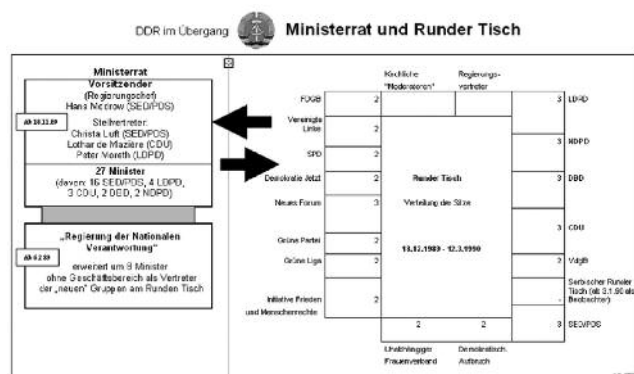 DDR im Übergang
Ministerrat und Runder Tisch
Ministerrat
Vorsitzender
(Regierungschef)
Hans Modrow (SED/PDS)
Stellvertreter:
Christa Luft (SED/PDS)
Lothar de Maizière (CDU)
Peter Moreth (LDPD)
27 Minister
(davon: 16 SED/PDS, 4 LDPD,
3 CDU, 2 DBD, 2 NDPD)
„Regierung der Nationalen
Verantwortung"
erweitert um 8 Minister
ohne Geschäftsbereich als Vertreter
der „neuen" Gruppen am Runden Tisch
Kirchliche
"Moderatoren"
Regierungs-
vertreter
FDGB 2
Vereinigte
Linke 2
SPD 2
Demokratie Jetzt 2
Neues Forum 3
Grüne Partei 2
Grüne Liga 2
Initiative Frieden
und Menschenrechte 2
Runder Tisch
Verteilung der Sitze
3 LDPD
3 NDPD
3 DBD
3 CDU
2 VdgB
Sorbischer Runder
Tisch (ab 3.1.90 als
- Beobachter)
3 SED/PDS
2
2
Unabhängiger
Frauenverband
Demokratisch.
Aufbruch